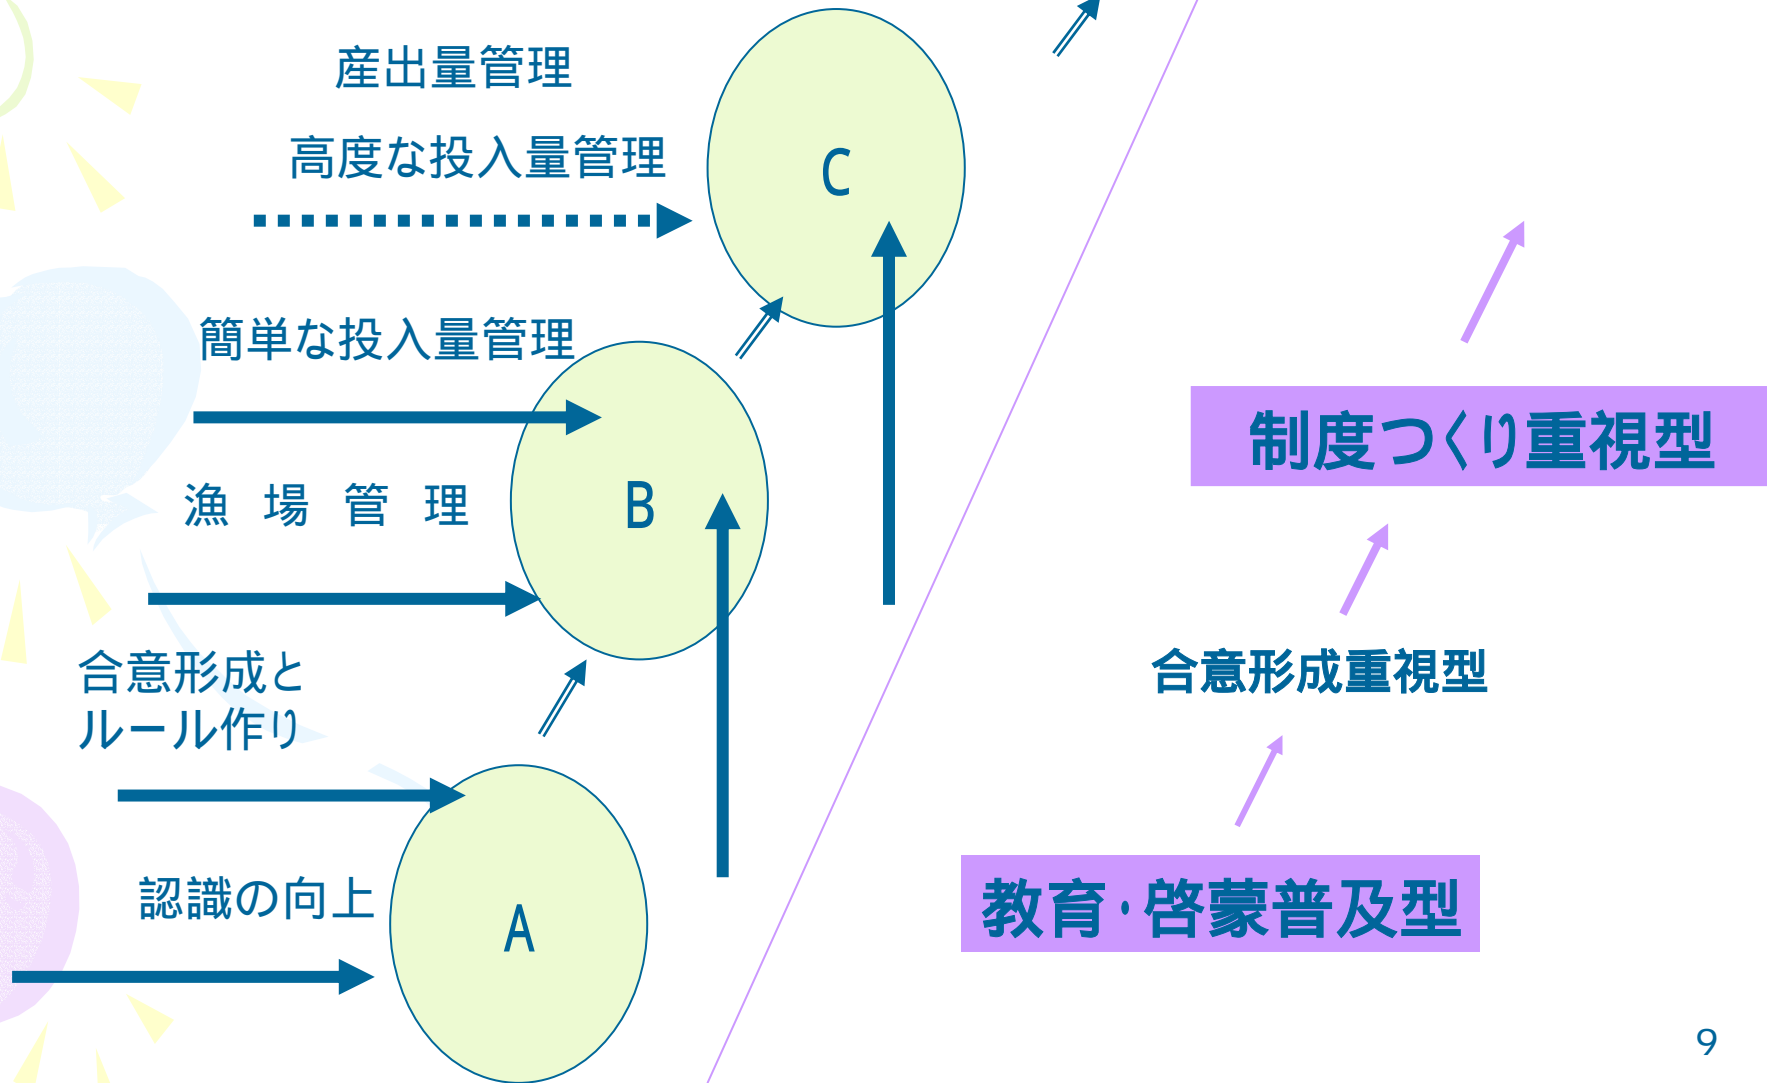 産出量管理
高度な投入量管理
C
簡単な投入量管理
漁 場 管 理
B
合意形成と
ルール作り
認識の向上
A
制度つくり重視型
合意形成重視型
教育・啓蒙普及型
9